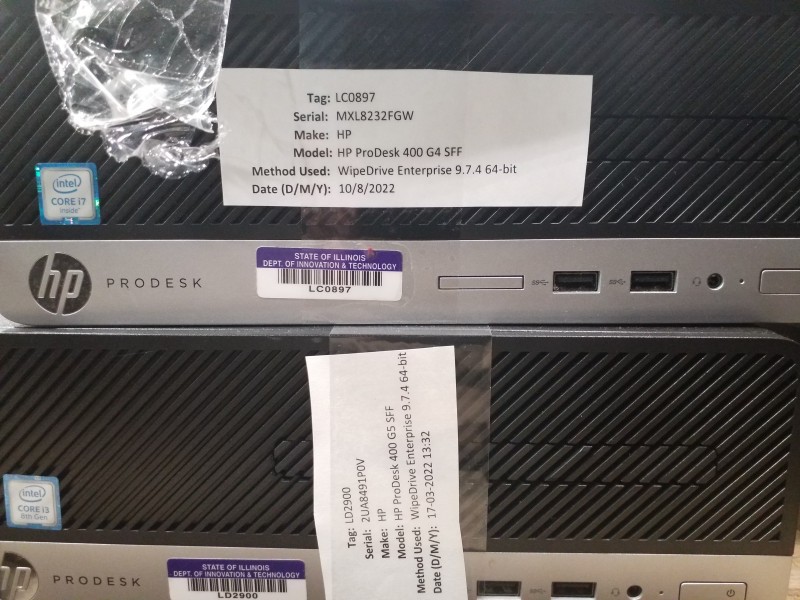 Tag: LC0897
Serial: MXL8232FGW
Make: HP
Model: HP ProDesk 400 G4 SFF
Method Used: WipeDrive Enterprise 9.7.4 64-bit
Date (D/M/Y): 10/8/2022
intel
CORE i7
inside
hp PRODESK
STATE OF ILLINOIS
DEPT. OF INNOVATION & TECHNOLOGY
LC0897
Tag: LD2900
Serial: 2UA8491P0V
Make: HP
Model: HP ProDesk 400 G5 SFF
Method Used: WipeDrive Enterprise 9.7.4 64-bit
Date (D/M/Y): 17-03-2022 13:32
intel
CORE i3
8th Gen
hp PRODESK
STATE OF ILLINOIS
DEPT. OF INNOVATION & TECHNOLOGY
LD2900